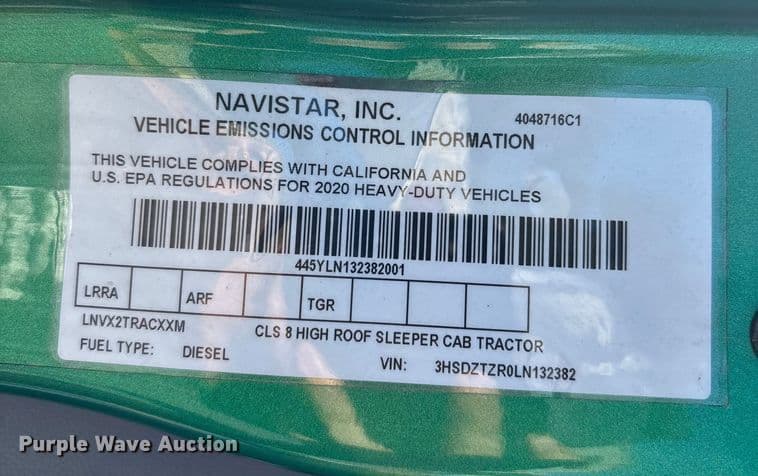 NAVISTAR, INC.
4048716C1
VEHICLE EMISSIONS CONTROL INFORMATION
THIS VEHICLE COMPLIES WITH CALIFORNIA AND
U.S. EPA REGULATIONS FOR 2020 HEAVY-DUTY VEHICLES
445YLN132382001
LRRA ARF TGR
LNVX2TRACXXM CLS 8 HIGH ROOF SLEEPER CAB TRACTOR
FUEL TYPE: DIESEL VIN: 3HSDZTZR0LN132382
Purple Wave Auction